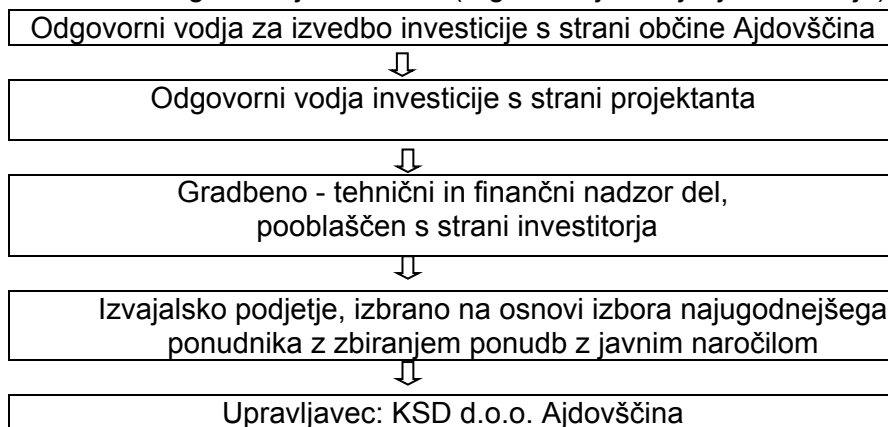 Odgovorni vodja za izvedbo investicije s strani občine Ajdovščina
Odgovorni vodja investicije s strani projektanta
Gradbeno - tehnični in finančni nadzor del,
pooblaščen s strani investitorja
Izvajalsko podjetje, izbrano na osnovi izbora najugodnejšega
ponudnika z zbiranjem ponudb z javnim naročilom
Upravljavec: KSD d.o.o. Ajdovščina